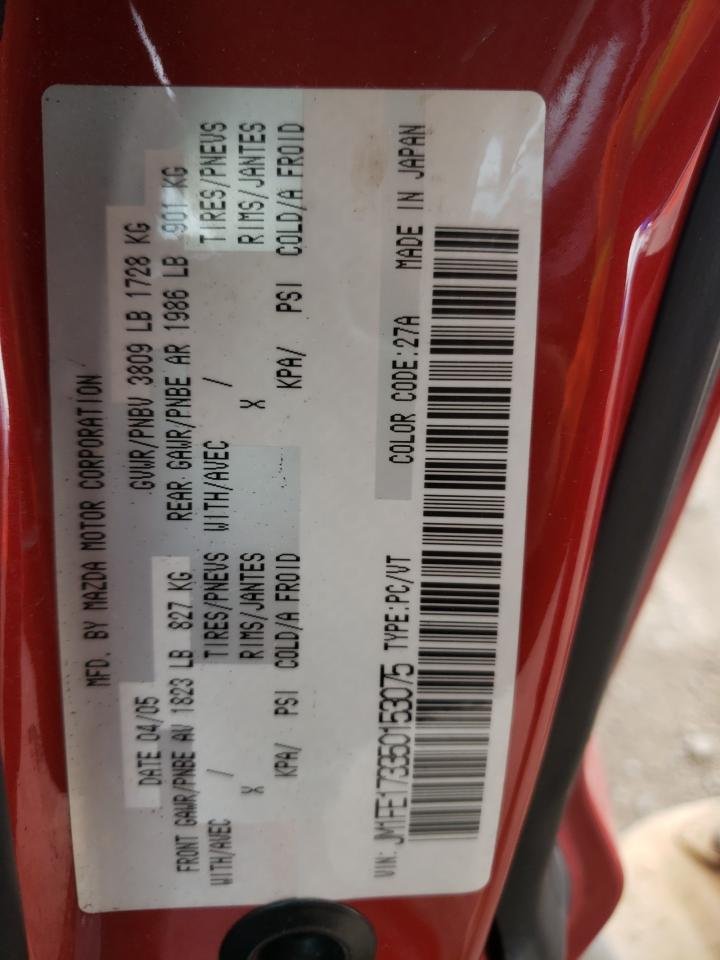 MFD. BY MAZDA MOTOR CORPORATION
DATE 04/05 GVWR/PNBV 3809 LB 1728 KG
FRONT GAWR/PNBE AV 1823 LB 827 KG REAR GAWR/PNBE AR 1986 LB 901 KG
WITH/AVEC / TIRES/PNEUS WITH/AVEC / TIRES/PNEUS
X RIMS/JANTES X RIMS/JANTES
KPA/ PSI COLD/A FROID KPA/ PSI COLD/A FROID
VIN: JM1FE173350153075 TYPE:PC/VT COLOR CODE:27A MADE IN JAPAN